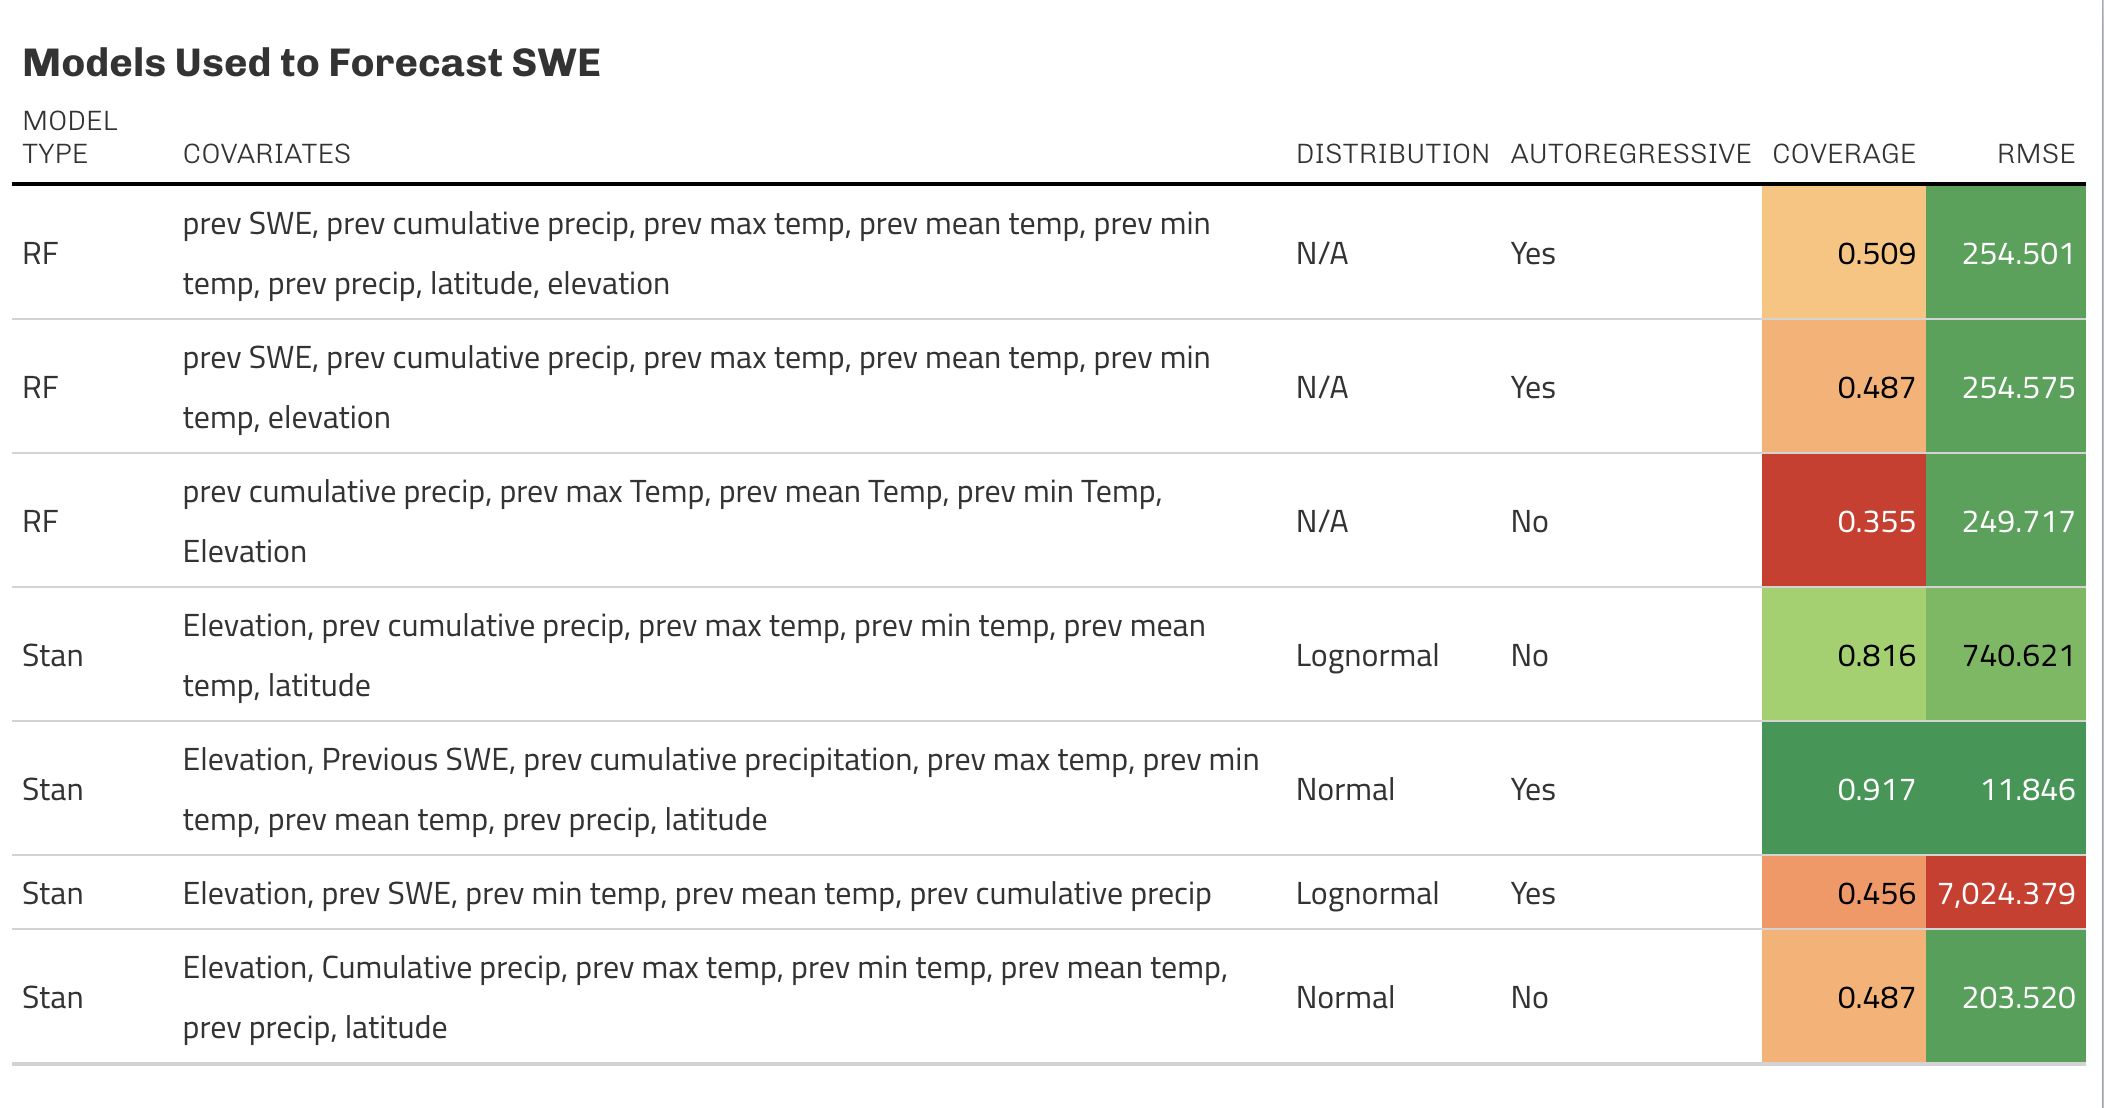 Models Used to Forecast SWE
MODEL
TYPE COVARIATES DISTRIBUTION AUTOREGRESSIVE COVERAGE RMSE
prev SWE, prev cumulative precip, prev max temp, prev mean temp, prev min
RF N/A Yes 0.509 254.501
temp, prev precip, latitude, elevation
prev SWE, prev cumulative precip, prev max temp, prev mean temp, prev min
RF N/A Yes 0.487 254.575
temp, elevation
prev cumulative precip, prev max Temp, prev mean Temp, prev min Temp,
RF N/A No 0.355 249.717
Elevation
Elevation, prev cumulative precip, prev max temp, prev min temp, prev mean
Stan Lognormal No 0.816 740.621
temp, latitude
Elevation, Previous SWE, prev cumulative precipitation, prev max temp, prev min
Stan Normal Yes 0.917 11.846
temp, prev mean temp, prev precip, latitude
Stan Elevation, prev SWE, prev min temp, prev mean temp, prev cumulative precip Lognormal Yes 0.456 7,024.379
Elevation, Cumulative precip, prev max temp, prev min temp, prev mean temp,
Stan Normal No 0.487 203.520
prev precip, latitude